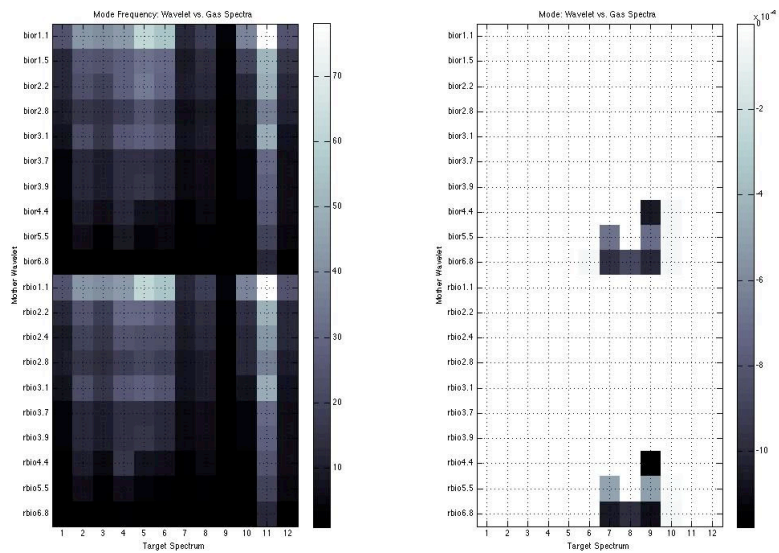 Mode Frequency: Wavelet vs. Gas Spectra
bior1.1
bior1.5
bior2.2
bior2.8
bior3.1
bior3.7
bior3.9
bior4.4
bior5.5
bior6.8
rbio1.1
rbio2.2
rbio2.4
rbio2.8
rbio3.1
rbio3.7
rbio3.9
rbio4.4
rbio5.5
rbio6.8
Mother Wavelet
1 2 3 4 5 6 7 8 9 10 11 12
Target Spectrum
70
60
50
40
30
20
10
Mode: Wavelet vs. Gas Spectra
bior1.1
bior1.5
bior2.2
bior2.8
bior3.1
bior3.7
bior3.9
bior4.4
bior5.5
bior6.8
rbio1.1
rbio2.2
rbio2.4
rbio2.8
rbio3.1
rbio3.7
rbio3.9
rbio4.4
rbio5.5
rbio6.8
Mother Wavelet
1 2 3 4 5 6 7 8 9 10 11 12
Target Spectrum
0
-2
-4
-6
-8
-10